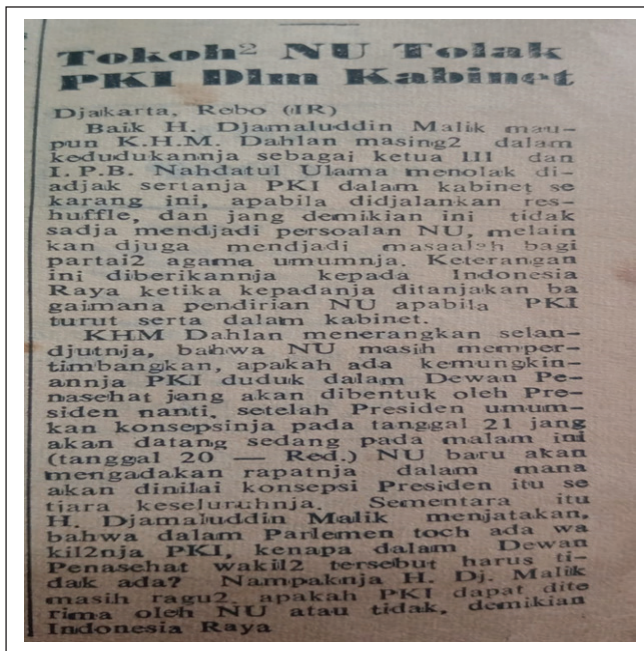 Tokoh² NU Tolak
PKI Dlm Kabinet
Djakarta, Rebo (IR)
Baik H. Djamaluddin Malik mau-
pun K.H.M. Dahlan masing2 dalam
kedudukannja sebagai ketua III dan
I.P.B. Nahdatul Ulama menolak di-
adjak sertanja PKI dalam kabinet se
karang ini, apabila didjalankan res-
huffle, dan jang demikian ini tidak
sadja mendjadi persoalan NU, melain
kan djuga mendjadi masaalah bagi
partai2 agama umumnja. Keterangan
ini diberikannja kepada Indonesia
Raya ketika kepadanja ditanjakan ba
gaimana pendirian NU apabila PKI
turut serta dalam kabinet.
KHM Dahlan menerangkan selan-
djutnja, bahwa NU masih memper-
timbangkan, apakah ada kemungkin-
annja PKI duduk dalam Dewan Pe-
nasehat jang akan dibentuk oleh Pre-
siden nanti, setelah Presiden umum-
kan konsepsinja pada tanggal 21 jang
akan datang sedang pada malam ini
(tanggal 20 — Red.) NU baru akan
mengadakan rapatnja dalam mana
akan dinilai konsepsi Presiden itu se
tjara keseluruhnja. Sementara itu
H. Djamaluddin Malik menjatakan,
bahwa dalam Parlemen toch ada wa
kil2nja PKI, kenapa dalam Dewan
Penasehat wakil2 tersebut harus ti-
dak ada? Nampaknja H. Dj. Malik
masih ragu2, apakah PKI dapat dite
rima oleh NU atau tidak, demikian
Indonesia Raya